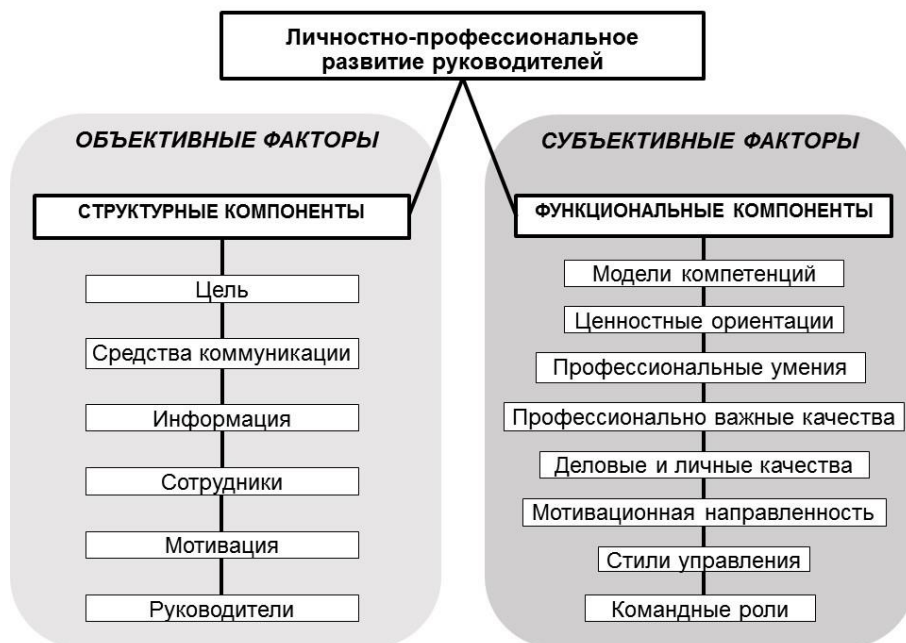 Личностно-профессиональное
развитие руководителей
ОБЪЕКТИВНЫЕ ФАКТОРЫ
СТРУКТУРНЫЕ КОМПОНЕНТЫ
Цель
Средства коммуникации
Информация
Сотрудники
Мотивация
Руководители
СУБЪЕКТИВНЫЕ ФАКТОРЫ
ФУНКЦИОНАЛЬНЫЕ КОМПОНЕНТЫ
Модели компетенций
Ценностные ориентации
Профессиональные умения
Профессионально важные качества
Деловые и личные качества
Мотивационная направленность
Стили управления
Командные роли